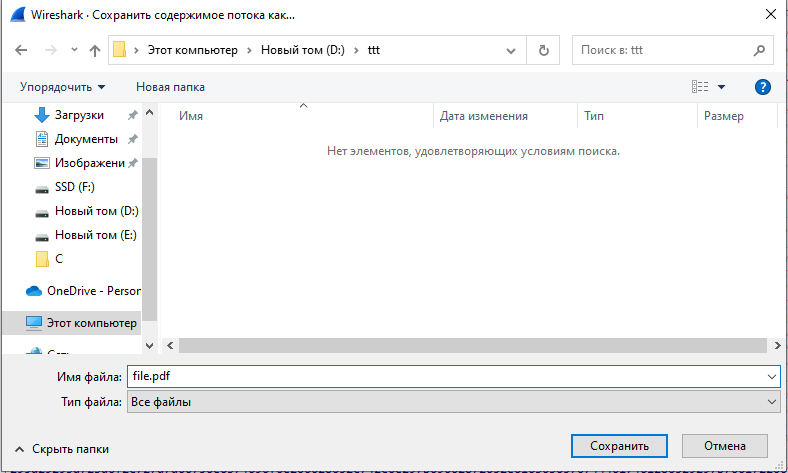 Wireshark · Сохранить содержимое потока как...
Этот компьютер Новый том (D:) ttt
Поиск в: ttt
Упорядочить Новая папка
Имя Дата изменения Тип Размер
Нет элементов, удовлетворяющих условиям поиска.
Загрузки
Документы
Изображени
SSD (F:)
Новый том (D:)
Новый том (E:)
C
OneDrive - Person
Этот компьютер
Имя файла: file.pdf
Тип файла: Все файлы
Скрыть папки
Сохранить Отмена